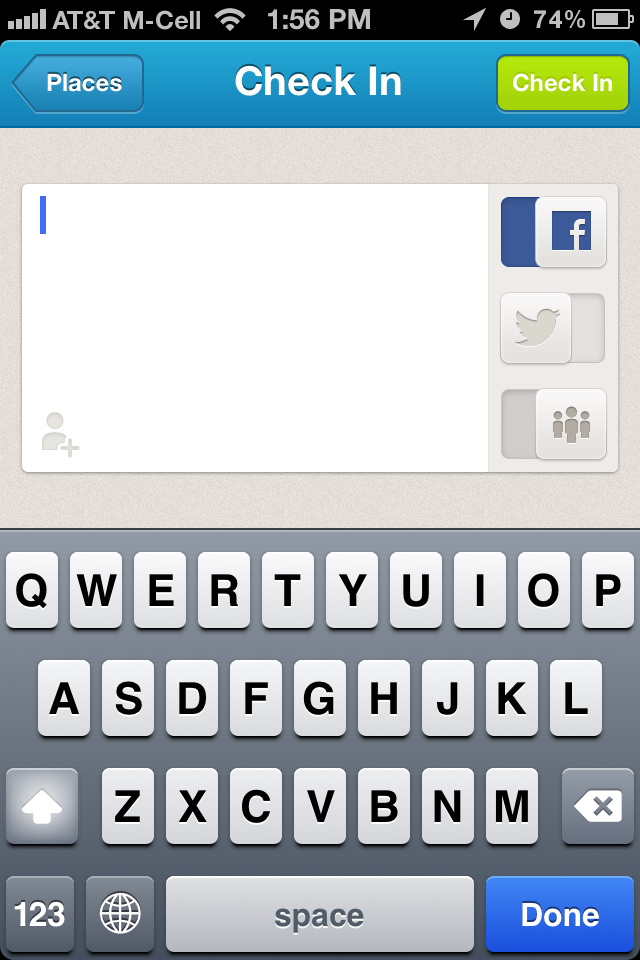 AT&T M-Cell 1:56 PM 74%
Places Check In Check In
f
Q W E R T Y U I O P
A S D F G H J K L
Z X C V B N M
123 space Done